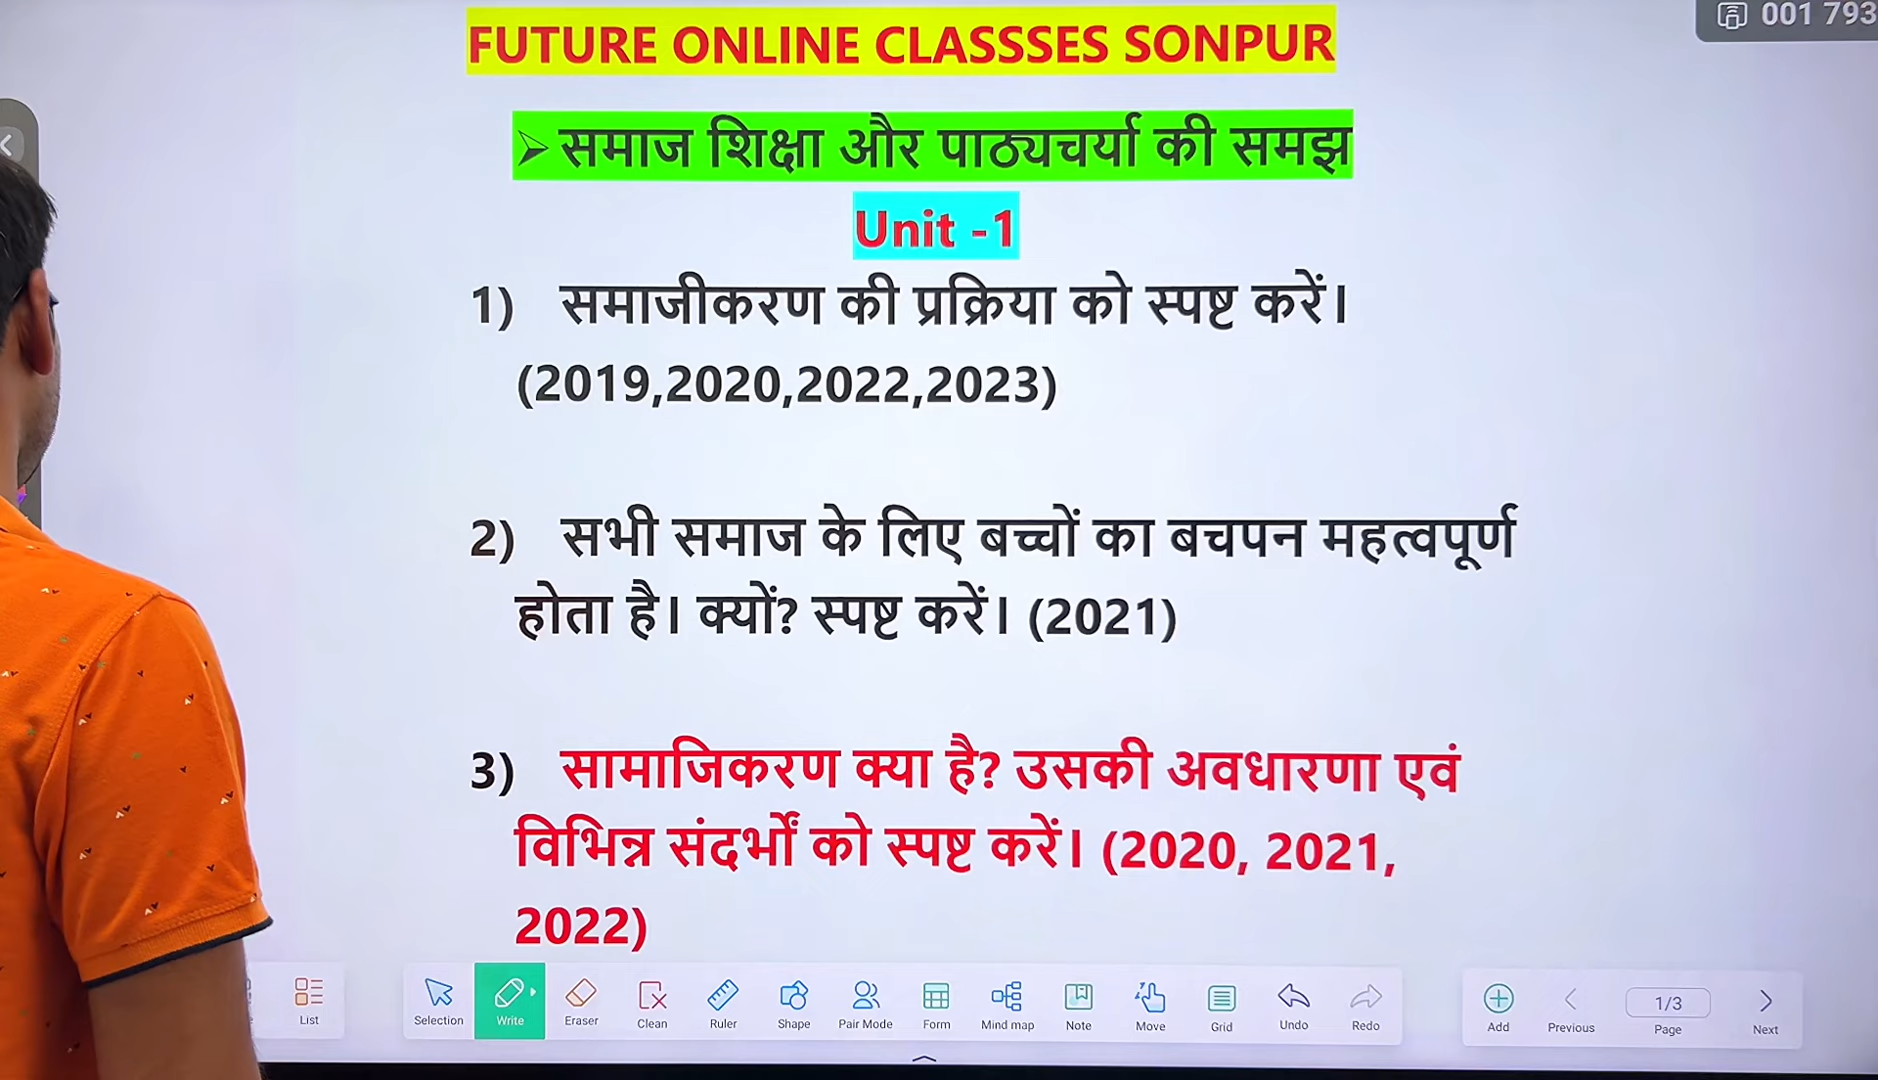 001 793
FUTURE ONLINE CLASSSES SONPUR
➢ समाज शिक्षा और पाठ्यचर्या की समझ
Unit -1
1) समाजीकरण की प्रक्रिया को स्पष्ट करें।
(2019,2020,2022,2023)
2) सभी समाज के लिए बच्चों का बचपन महत्वपूर्ण
होता है। क्यों? स्पष्ट करें। (2021)
3) सामाजिकरण क्या है? उसकी अवधारणा एवं
विभिन्न संदर्भों को स्पष्ट करें। (2020, 2021,
2022)
List Selection Write Eraser Clean Ruler Shape Pair Mode Form Mind map Note Move Grid Undo Redo Add Previous 1/3 Page Next